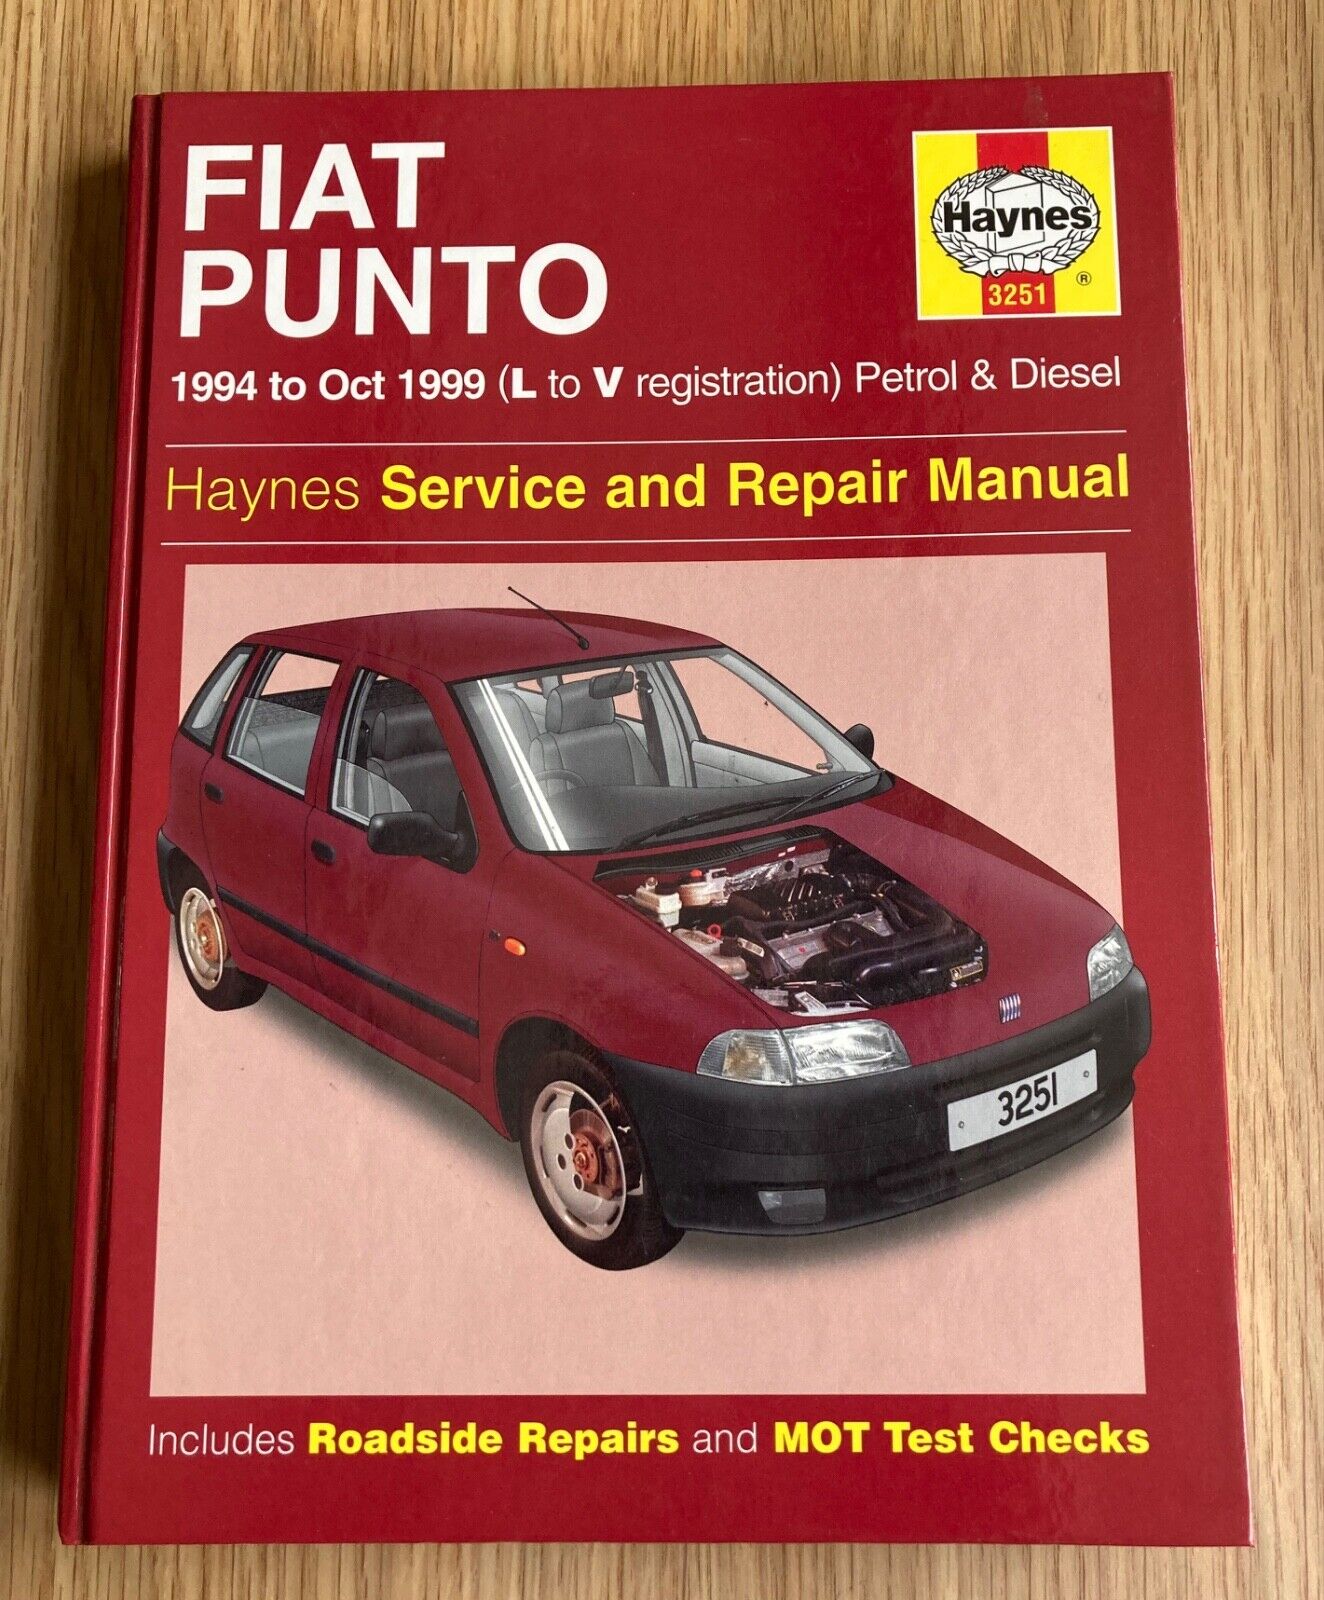 FIAT
PUNTO
Haynes
3251
®
1994 to Oct 1999 (L to V registration) Petrol & Diesel
Haynes Service and Repair Manual
3251
Includes Roadside Repairs and MOT Test Checks